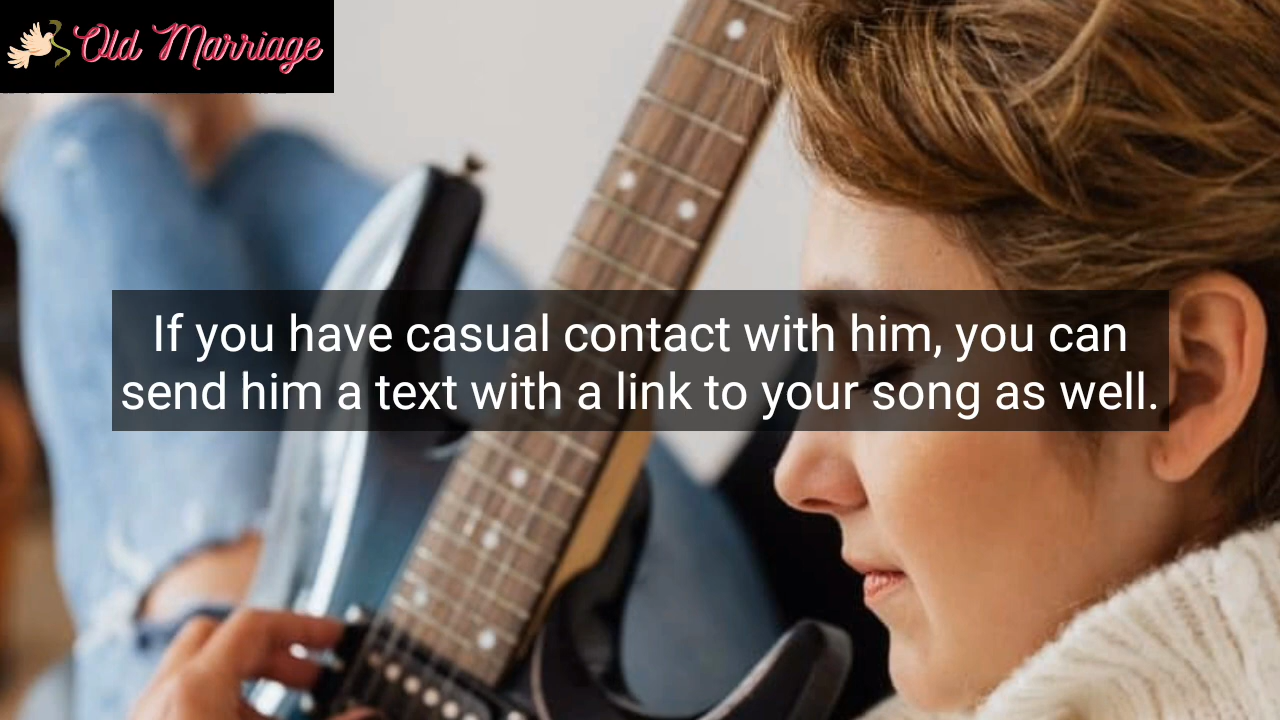 Old Marriage
If you have casual contact with him, you can
send him a text with a link to your song as well.